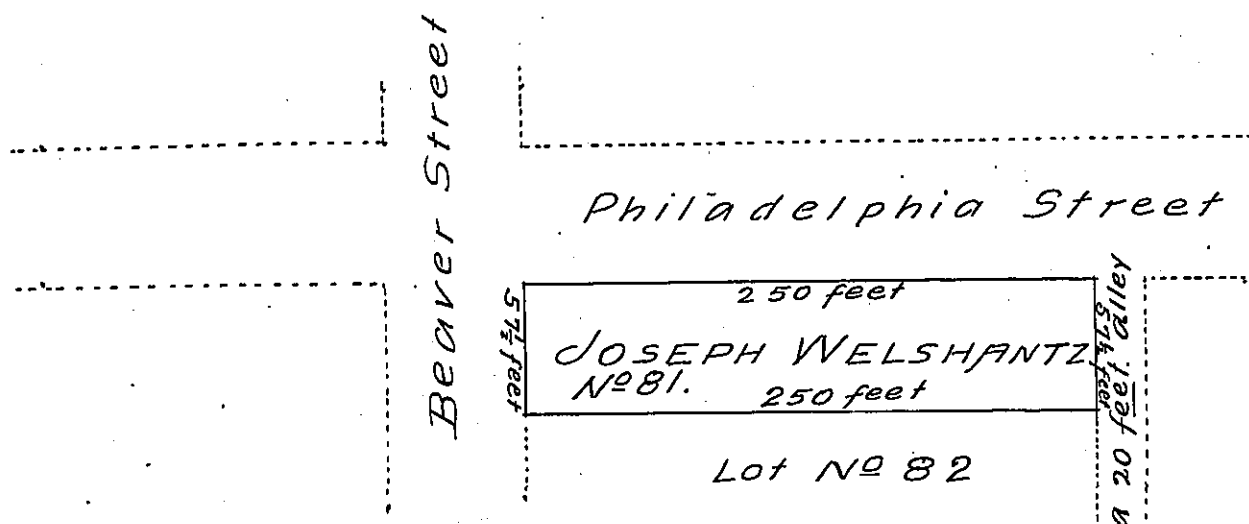 Beaver Street
Philadelphia Street
250 feet
57½ feet
JOSEPH WELSHANTZ
Nº 81.
250 feet
57½ feet
a 20 feet alley
Lot Nº 82